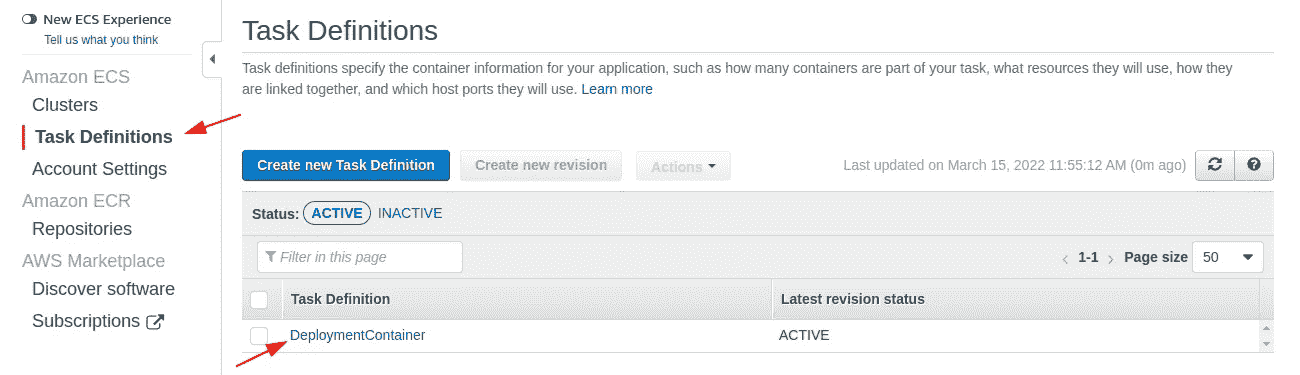 New ECS Experience
Tell us what you think
Amazon ECS
Clusters
Task Definitions
Account Settings
Amazon ECR
Repositories
AWS Marketplace
Discover software
Subscriptions
Task Definitions
Task definitions specify the container information for your application, such as how many containers are part of your task, what resources they will use, how they
are linked together, and which host ports they will use. Learn more
Create new Task Definition Create new revision Actions Last updated on March 15, 2022 11:55:12 AM (0m ago)
Status: ACTIVE INACTIVE
Filter in this page 1-1 Page size 50
Task Definition Latest revision status
DeploymentContainer ACTIVE